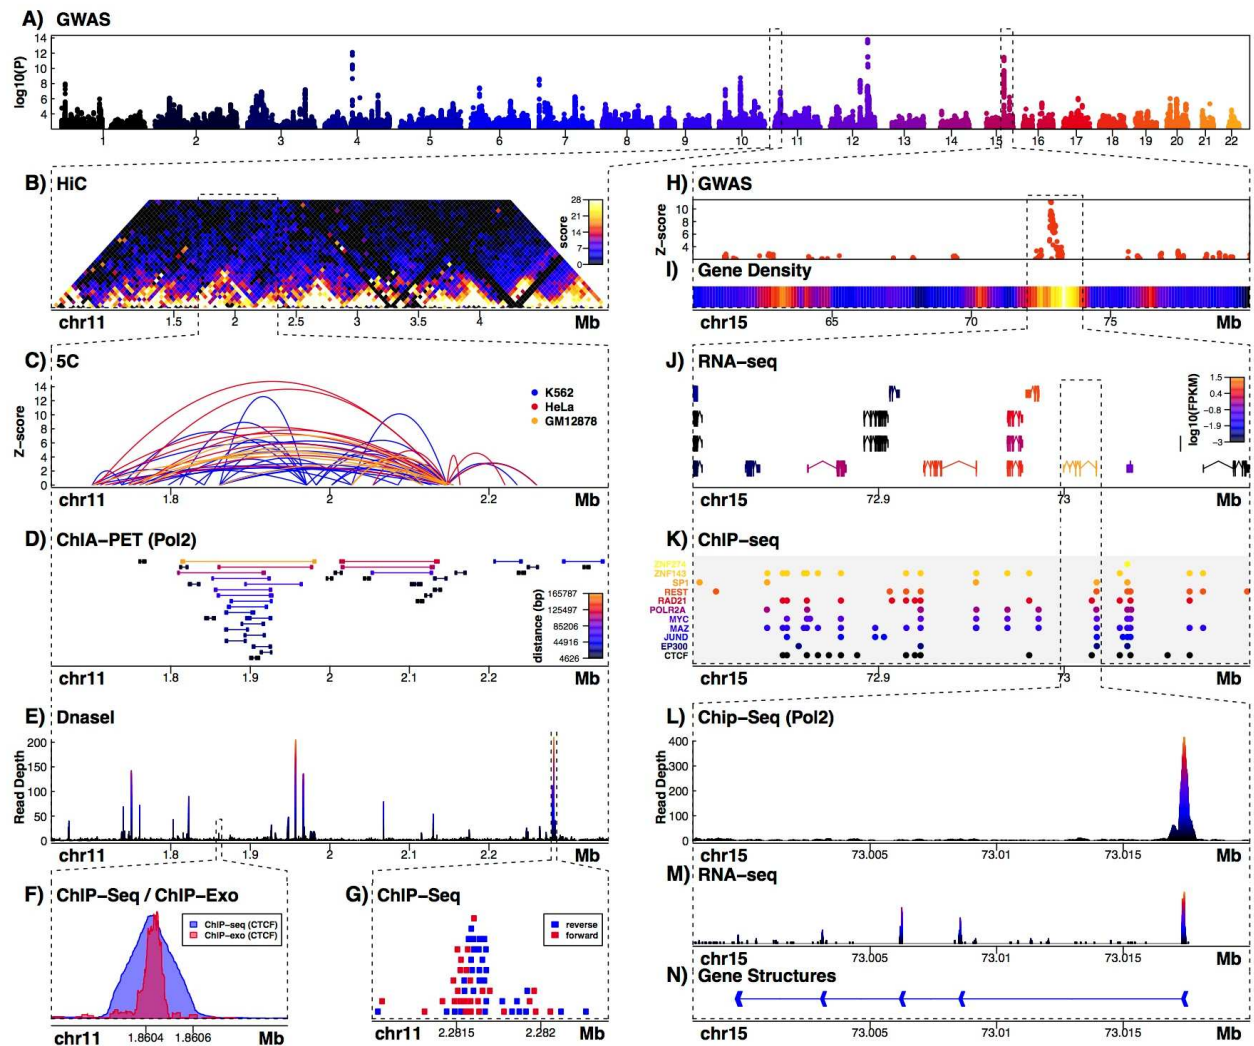 A) GWAS
log10(P)
14
12
10
8
6
4
1 2 3 4 5 6 7 8 9 10 11 12 13 14 15 16 17 18 19 20 21 22
B) HiC
score
28
21
14
7
0
chr11 1.5 2 2.5 3 3.5 4 Mb
C) 5C
Z−score
14
12
10
8
6
4
2
0
K562
HeLa
GM12878
chr11 1.8 2 2.2 Mb
D) ChIA−PET (Pol2)
distance (bp)
165787
125497
85206
44916
4626
chr11 1.8 1.9 2 2.1 2.2 Mb
E) DnaseI
Read Depth
200
150
100
50
0
chr11 1.8 1.9 2 2.1 2.2 Mb
F) ChIP−Seq / ChIP−Exo
ChIP−seq (CTCF)
ChIP−exo (CTCF)
chr11 1.8604 1.8606 Mb
G) ChIP−Seq
reverse
forward
chr11 2.2815 2.282 Mb
H) GWAS
Z−score
10
8
6
4
I) Gene Density
chr15 65 70 75 Mb
J) RNA−seq
log10(FPKM)
1.5
0.4
−0.8
−1.9
−3
chr15 72.9 73 Mb
K) ChIP−seq
ZNF274
ZNF143
SP1
REST
RAD21
POLR2A
MYC
MAZ
JUND
EP300
CTCF
chr15 72.9 73 Mb
L) Chip−Seq (Pol2)
Read Depth
400
300
200
100
0
chr15 73.005 73.01 73.015 Mb
M) RNA−seq
chr15 73.005 73.01 73.015 Mb
N) Gene Structures
chr15 73.005 73.01 73.015 Mb